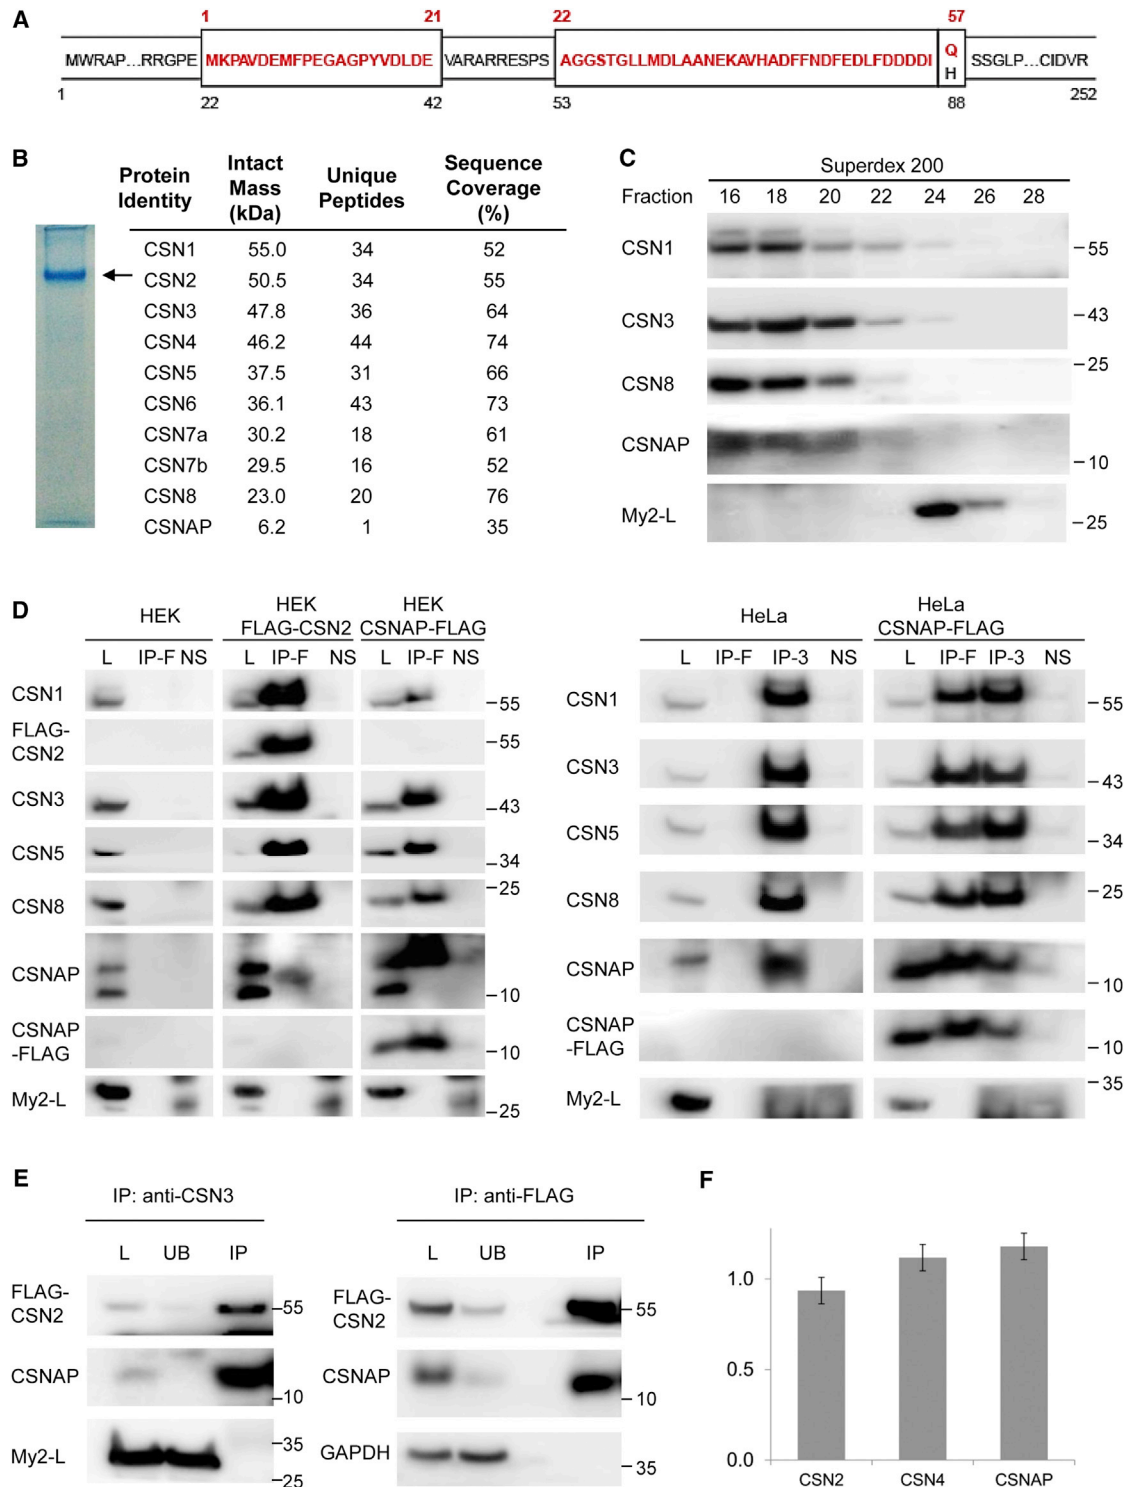 A
1 21 22 57
MWRAP...RRGPE MKPAVDEMFPEGAGPYVDLDE VARARRESPS AGGSTGLLMDLAANEKAVHADFFNDFEDLFDDDDI Q SSGLP...CIDVR
H
1 22 42 53 88 252
B
Protein Identity Intact Mass (kDa) Unique Peptides Sequence Coverage (%)
CSN1 55.0 34 52
CSN2 50.5 34 55
CSN3 47.8 36 64
CSN4 46.2 44 74
CSN5 37.5 31 66
CSN6 36.1 43 73
CSN7a 30.2 18 61
CSN7b 29.5 16 52
CSN8 23.0 20 76
CSNAP 6.2 1 35
C
Superdex 200
Fraction 16 18 20 22 24 26 28
CSN1 55
CSN3 43
CSN8 25
CSNAP 10
My2-L 25
D
HEK HEK FLAG-CSN2 HEK CSNAP-FLAG
L IP-F NS L IP-F NS L IP-F NS
CSN1 55
FLAG-CSN2 55
CSN3 43
CSN5 34
CSN8 25
CSNAP 10
CSNAP-FLAG 10
My2-L 25
HeLa HeLa CSNAP-FLAG
L IP-F IP-3 NS L IP-F IP-3 NS
CSN1 55
CSN3 43
CSN5 34
CSN8 25
CSNAP 10
CSNAP-FLAG 10
My2-L 35
E
IP: anti-CSN3
L UB IP
FLAG-CSN2 55
CSNAP 10
My2-L 35
25
IP: anti-FLAG
L UB IP
FLAG-CSN2 55
CSNAP 10
GAPDH 35
F
1.0
0.5
0.0
CSN2 CSN4 CSNAP